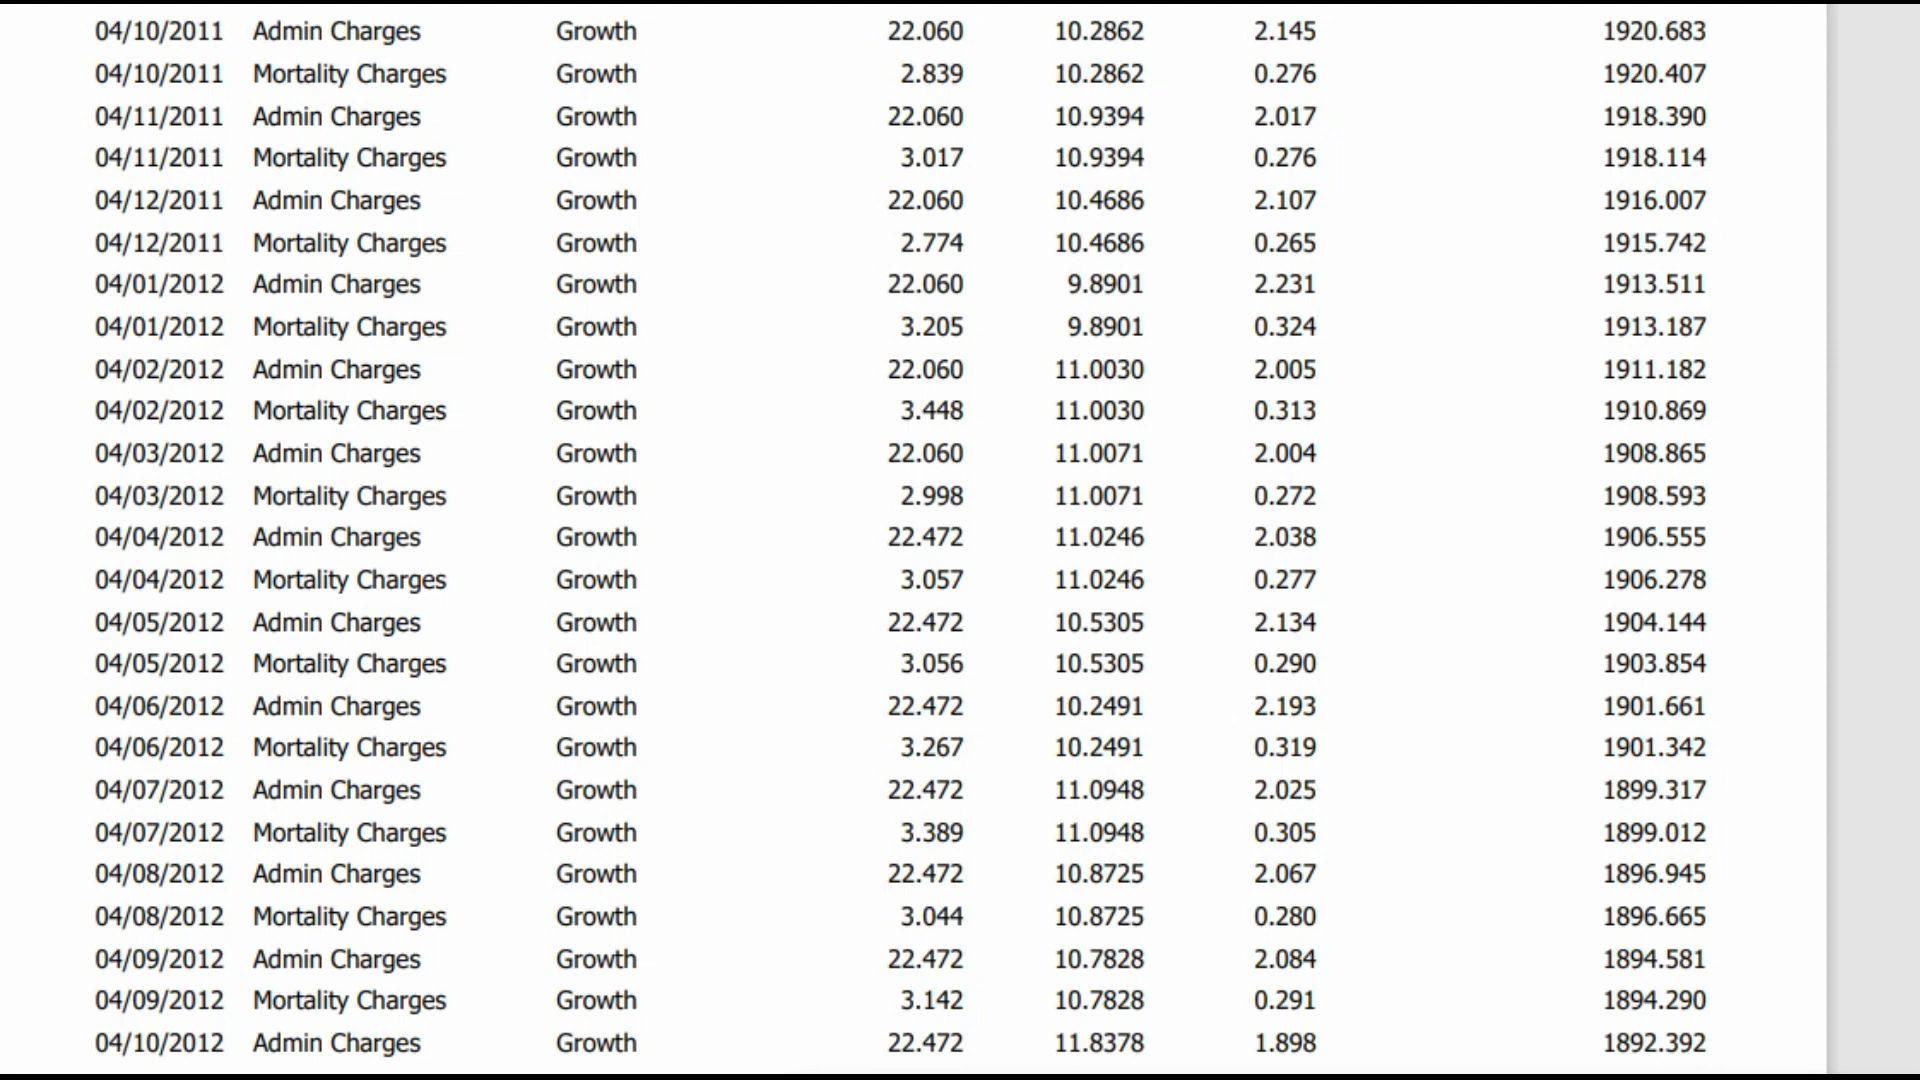 04/10/2011 Admin Charges Growth 22.060 10.2862 2.145 1920.683
04/10/2011 Mortality Charges Growth 2.839 10.2862 0.276 1920.407
04/11/2011 Admin Charges Growth 22.060 10.9394 2.017 1918.390
04/11/2011 Mortality Charges Growth 3.017 10.9394 0.276 1918.114
04/12/2011 Admin Charges Growth 22.060 10.4686 2.107 1916.007
04/12/2011 Mortality Charges Growth 2.774 10.4686 0.265 1915.742
04/01/2012 Admin Charges Growth 22.060 9.8901 2.231 1913.511
04/01/2012 Mortality Charges Growth 3.205 9.8901 0.324 1913.187
04/02/2012 Admin Charges Growth 22.060 11.0030 2.005 1911.182
04/02/2012 Mortality Charges Growth 3.448 11.0030 0.313 1910.869
04/03/2012 Admin Charges Growth 22.060 11.0071 2.004 1908.865
04/03/2012 Mortality Charges Growth 2.998 11.0071 0.272 1908.593
04/04/2012 Admin Charges Growth 22.472 11.0246 2.038 1906.555
04/04/2012 Mortality Charges Growth 3.057 11.0246 0.277 1906.278
04/05/2012 Admin Charges Growth 22.472 10.5305 2.134 1904.144
04/05/2012 Mortality Charges Growth 3.056 10.5305 0.290 1903.854
04/06/2012 Admin Charges Growth 22.472 10.2491 2.193 1901.661
04/06/2012 Mortality Charges Growth 3.267 10.2491 0.319 1901.342
04/07/2012 Admin Charges Growth 22.472 11.0948 2.025 1899.317
04/07/2012 Mortality Charges Growth 3.389 11.0948 0.305 1899.012
04/08/2012 Admin Charges Growth 22.472 10.8725 2.067 1896.945
04/08/2012 Mortality Charges Growth 3.044 10.8725 0.280 1896.665
04/09/2012 Admin Charges Growth 22.472 10.7828 2.084 1894.581
04/09/2012 Mortality Charges Growth 3.142 10.7828 0.291 1894.290
04/10/2012 Admin Charges Growth 22.472 11.8378 1.898 1892.392